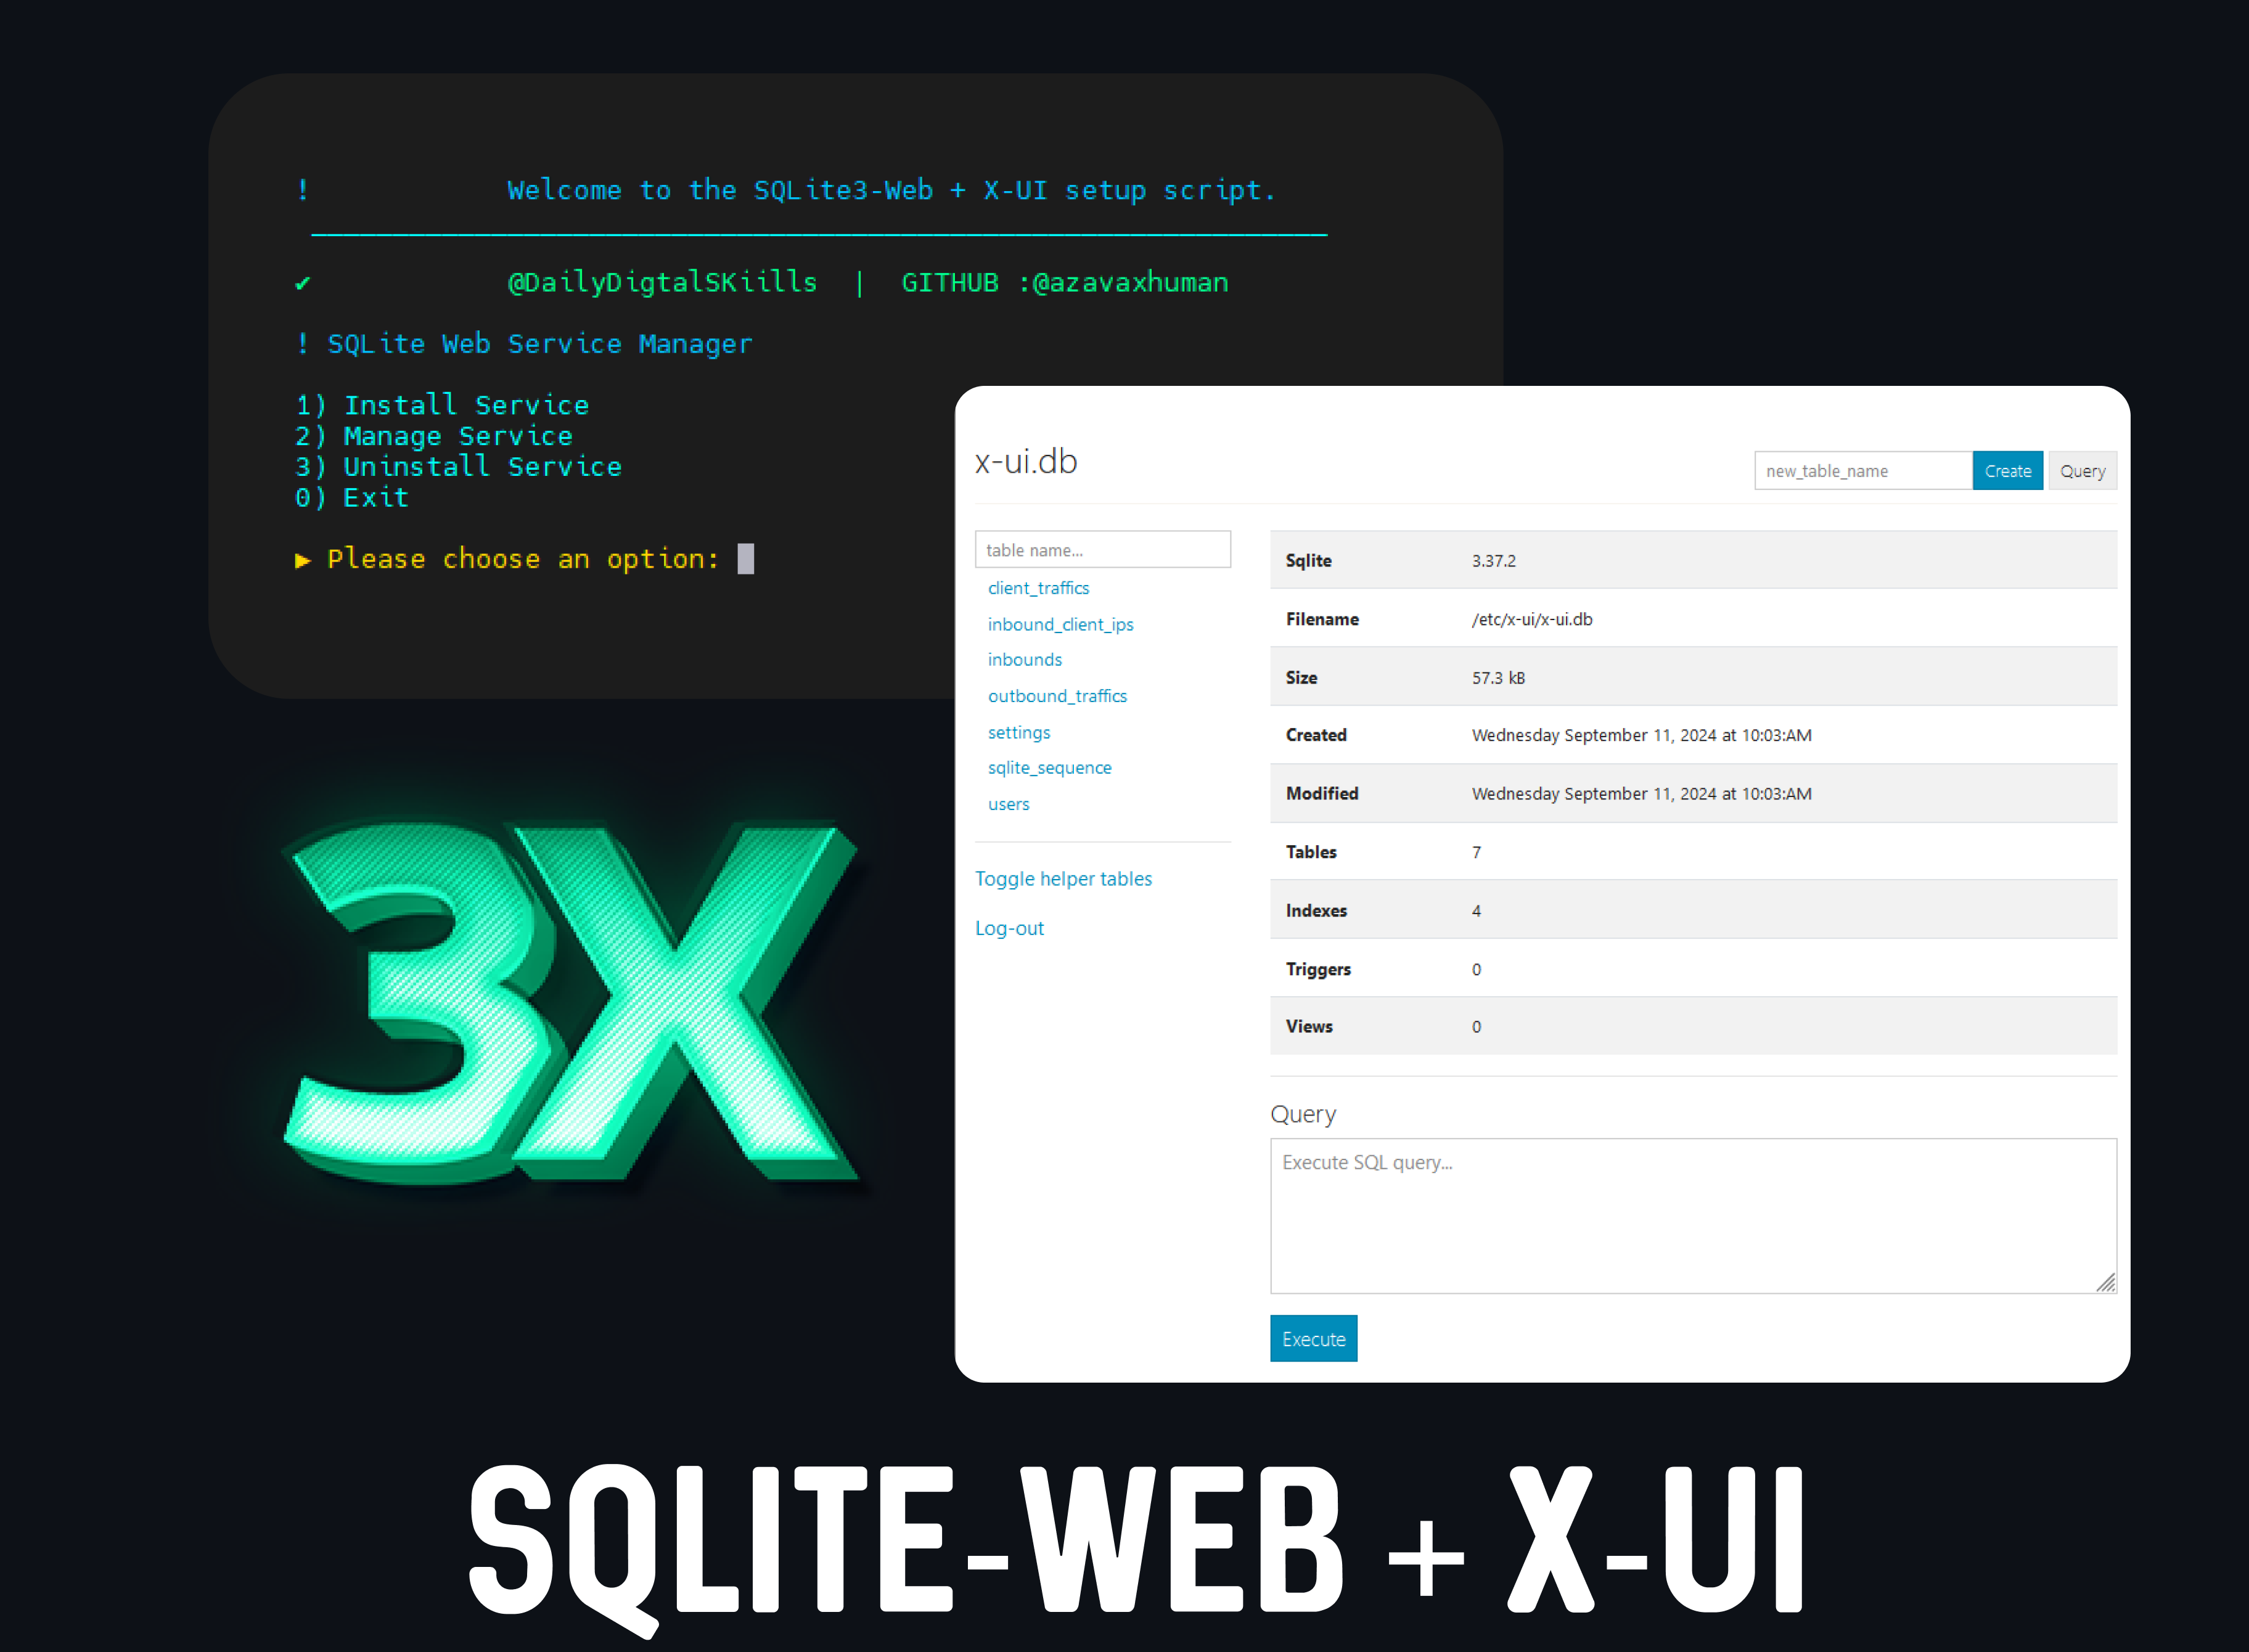 ! Welcome to the SQLite3-Web + X-UI setup script.
✔ @DailyDigtalSKiills | GITHUB :@azavaxhuman
! SQLite Web Service Manager
1) Install Service
2) Manage Service
3) Uninstall Service
0) Exit
▶ Please choose an option:
x-ui.db
new_table_name Create Query
table name...
client_traffics
inbound_client_ips
inbounds
outbound_traffics
settings
sqlite_sequence
users
Toggle helper tables
Log-out
Sqlite 3.37.2
Filename /etc/x-ui/x-ui.db
Size 57.3 kB
Created Wednesday September 11, 2024 at 10:03:AM
Modified Wednesday September 11, 2024 at 10:03:AM
Tables 7
Indexes 4
Triggers 0
Views 0
Query
Execute SQL query...
Execute
3X
SQLITE-WEB + X-UI